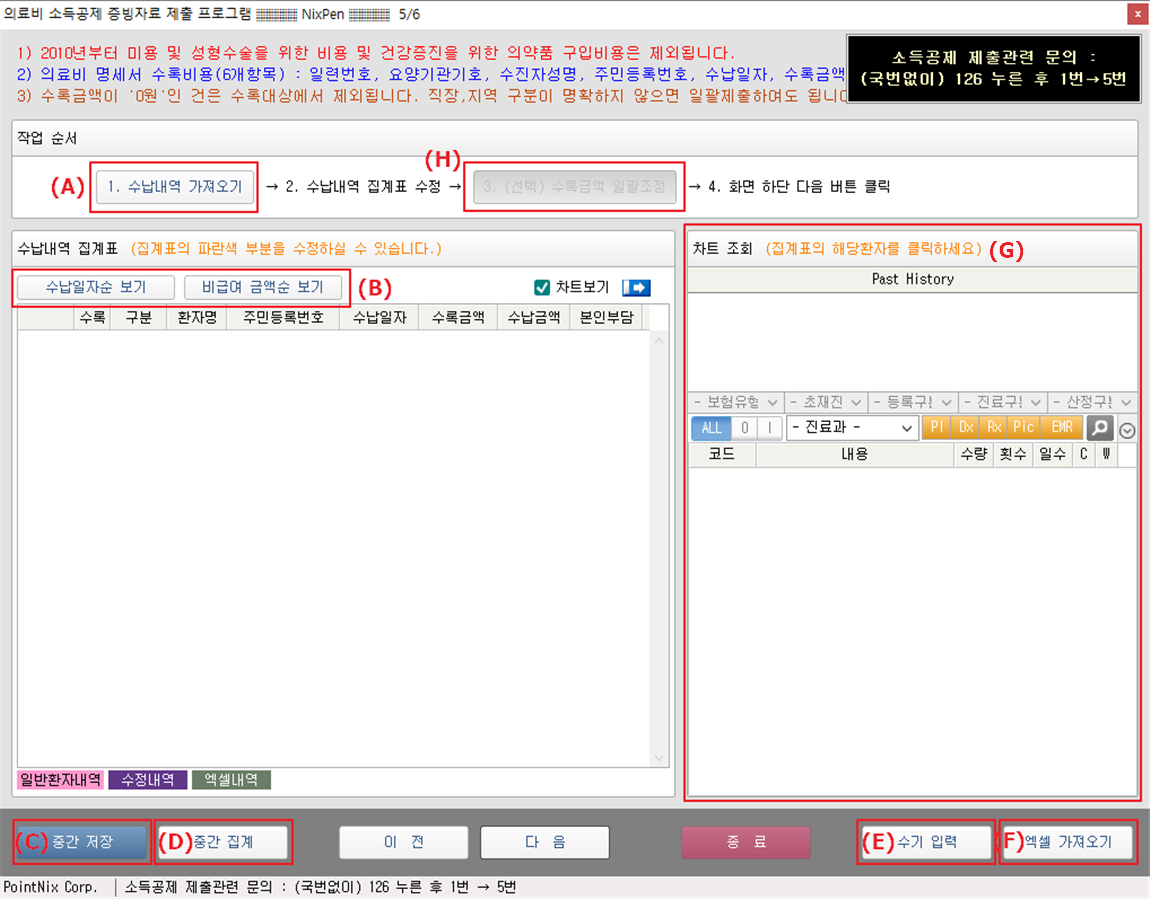 의료비 소득공제 증빙자료 제출 프로그램 ▒▒▒▒▒ NixPen ▒▒▒▒▒ 5/6
x
1) 2010년부터 미용 및 성형수술을 위한 비용 및 건강증진을 위한 의약품 구입비용은 제외됩니다.
2) 의료비 명세서 수록비용(6개항목) : 일련번호, 요양기관기호, 수진자성명, 주민등록번호, 수납일자, 수록금액
3) 수록금액이 '0원'인 건은 수록대상에서 제외됩니다. 직장,지역 구분이 명확하지 않으면 일괄제출하여도 됩니다
소득공제 제출관련 문의 :
(국번없이) 126 누른 후 1번→5번
작업 순서
(A) 1. 수납내역 가져오기 → 2. 수납내역 집계표 수정 → (H) 3. (선택) 수록금액 일괄조정 → 4. 화면 하단 다음 버튼 클릭
수납내역 집계표 (집계표의 파란색 부분을 수정하실 수 있습니다.)
수납일자순 보기 비급여 금액순 보기 (B) 차트보기
수록 구분 환자명 주민등록번호 수납일자 수록금액 수납금액 본인부담
일반환자내역 수정내역 엑셀내역
차트 조회 (집계표의 해당환자를 클릭하세요) (G)
Past History
- 보험유형 - 초재진 - 등록구분 - 진료구분 - 산정구분
ALL O I - 진료과 - PI Dx Rx Pic EMR
코드 내용 수량 횟수 일수 C W
(C) 중간 저장 (D) 중간 집계 이 전 다 음 종 료 (E) 수기 입력 (F) 엑셀 가져오기
PointNix Corp. 소득공제 제출관련 문의 : (국번없이) 126 누른 후 1번 → 5번